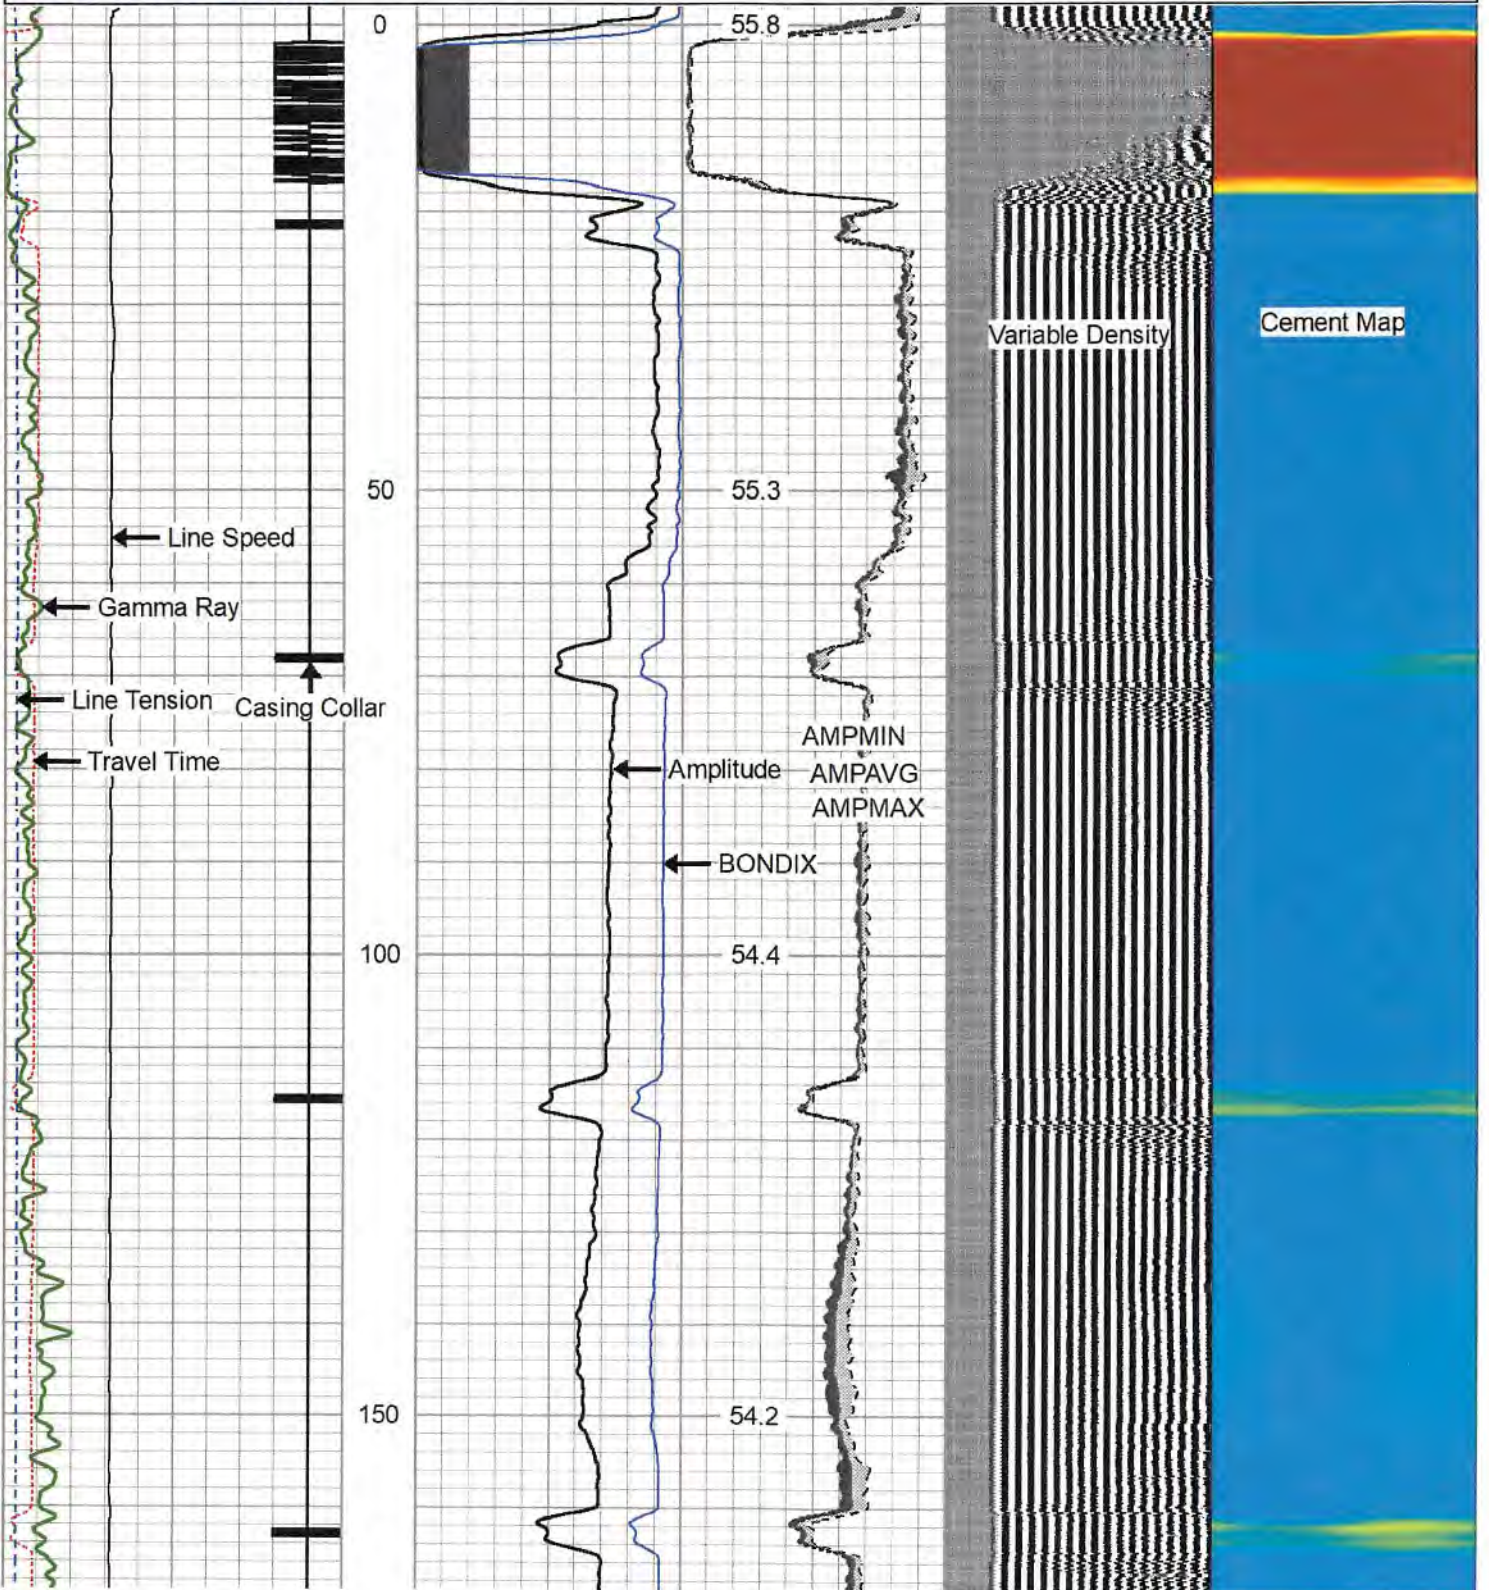 0
55.8
Variable Density
Cement Map
50
55.3
Line Speed
Gamma Ray
Line Tension
Casing Collar
AMPMIN
Travel Time
Amplitude
AMPAVG
AMPMAX
BONDIX
100
54.4
150
54.2